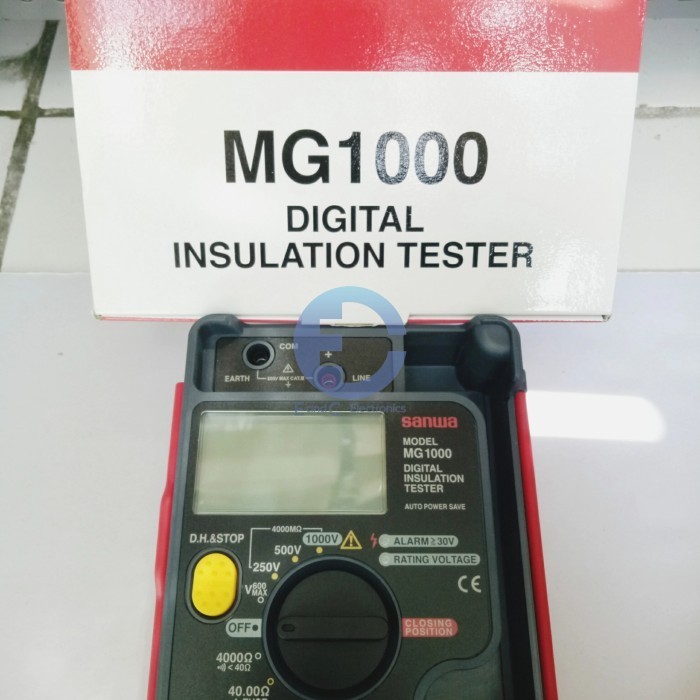 MG1000
DIGITAL
INSULATION TESTER
COM
+
EARTH
LINE
sanwa
MODEL
MG1000
DIGITAL
INSULATION
TESTER
AUTO POWER SAVE
D.H.&STOP
4000MΩ
1000V
500V
250V
ALARM≥30V
RATING VOLTAGE
CE
V 600 MAX
OFF
CLOSING
POSITION
4000Ω
<40Ω
40.00Ω